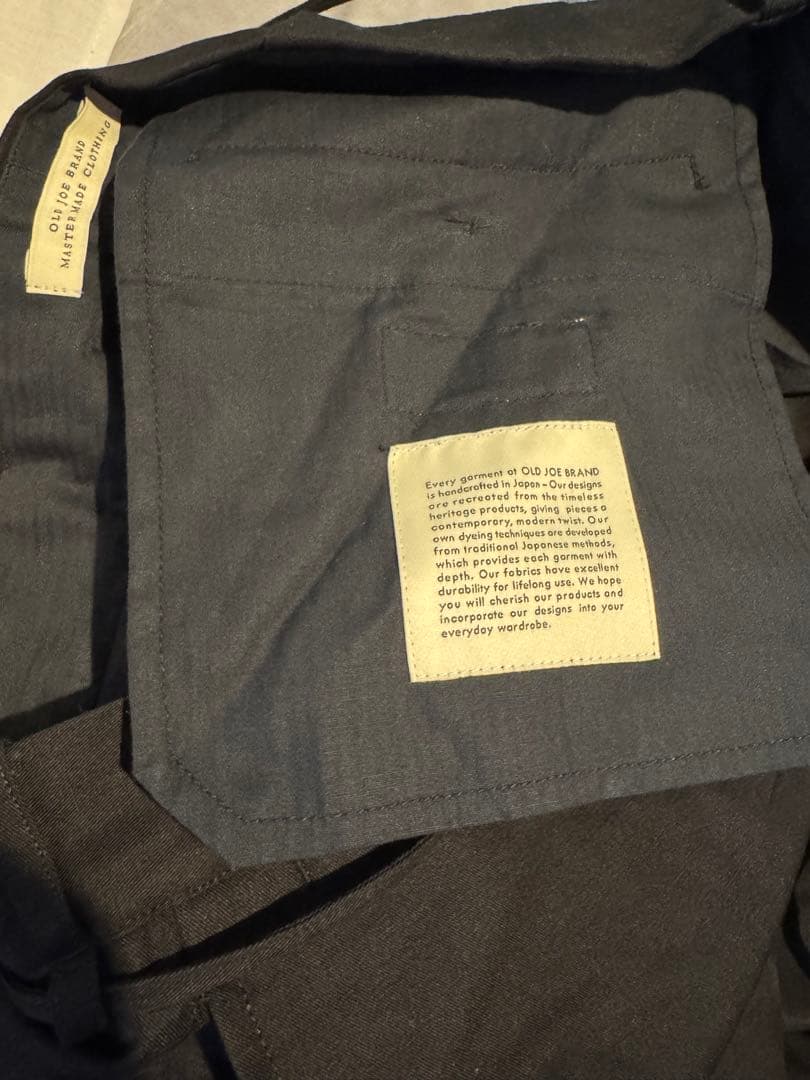 OLD JOE BRAND
MASTERMADE CLOTHING
Every garment of OLD JOE BRAND
is handcrafted in Japan – Our designs
are recreated from the timeless
heritage products, giving pieces a
contemporary, modern twist. Our
own dyeing techniques are developed
from traditional Japanese methods,
which provides each garment with
depth. Our fabrics have excellent
durability for lifelong use. We hope
you will cherish our products and
incorporate our designs into your
everyday wardrobe.